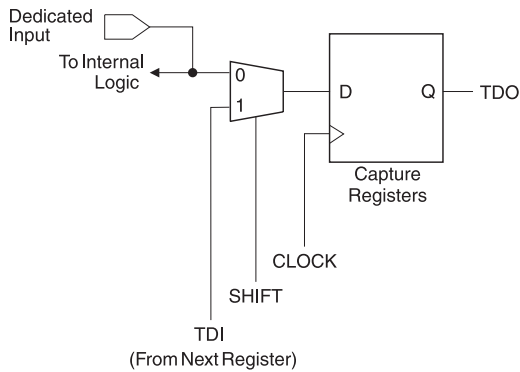 Dedicated
Input
To Internal
Logic
0
1
D
Q
TDO
Capture
Registers
CLOCK
SHIFT
TDI
(From Next Register)